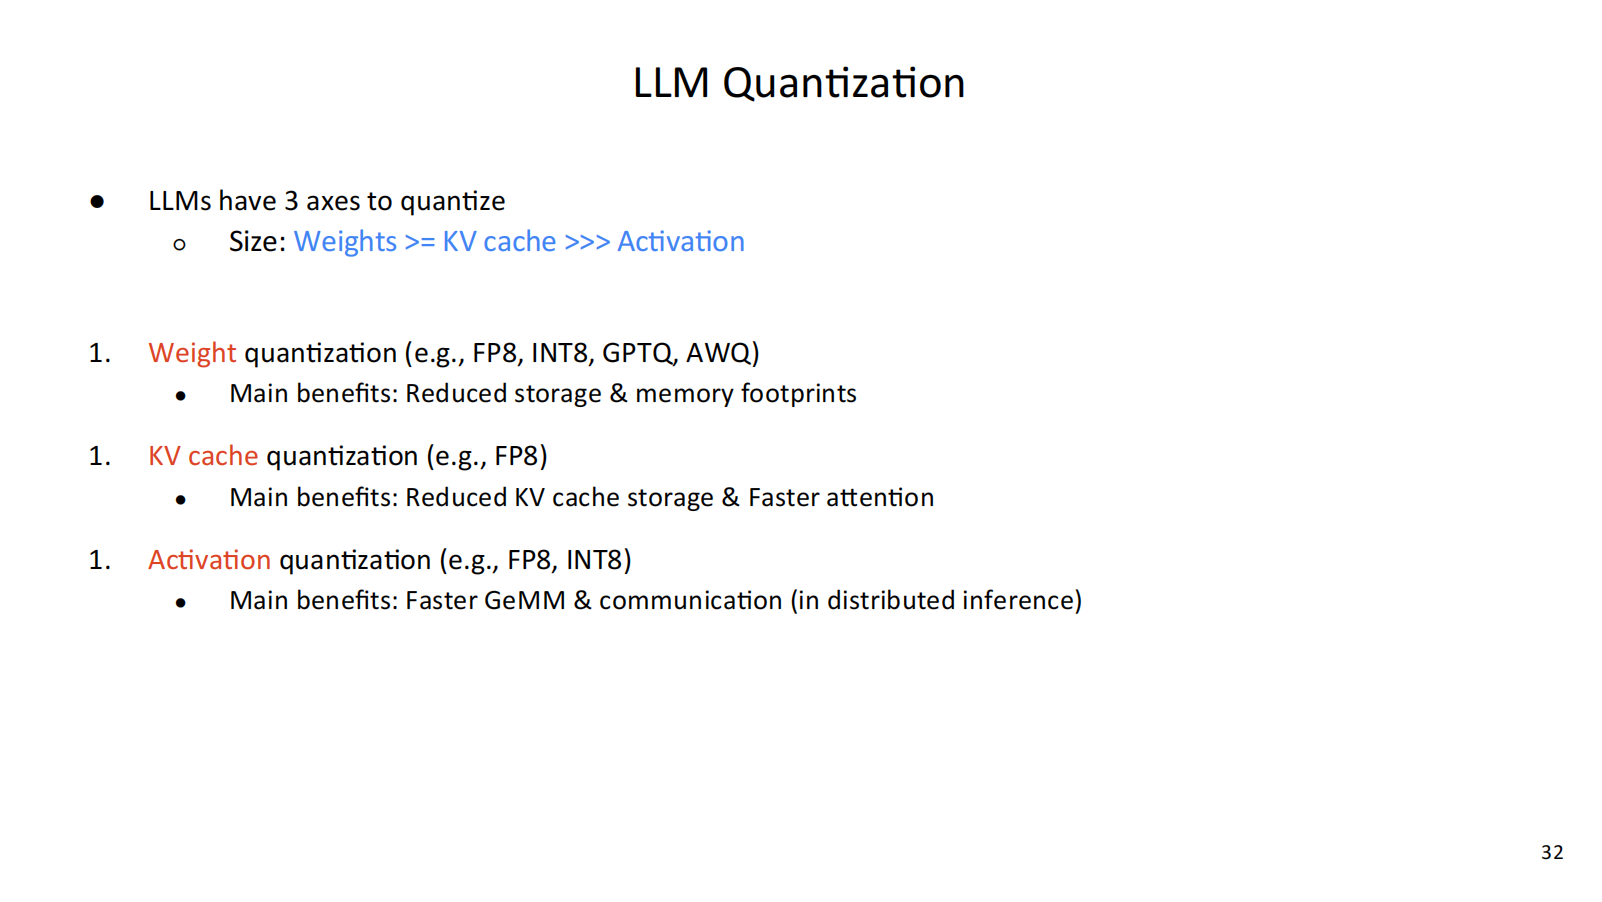 LLM Quantization
● LLMs have 3 axes to quantize
○ Size: Weights >= KV cache >>> Activation
1. Weight quantization (e.g., FP8, INT8, GPTQ, AWQ)
● Main benefits: Reduced storage & memory footprints
1. KV cache quantization (e.g., FP8)
● Main benefits: Reduced KV cache storage & Faster attention
1. Activation quantization (e.g., FP8, INT8)
● Main benefits: Faster GeMM & communication (in distributed inference)
32